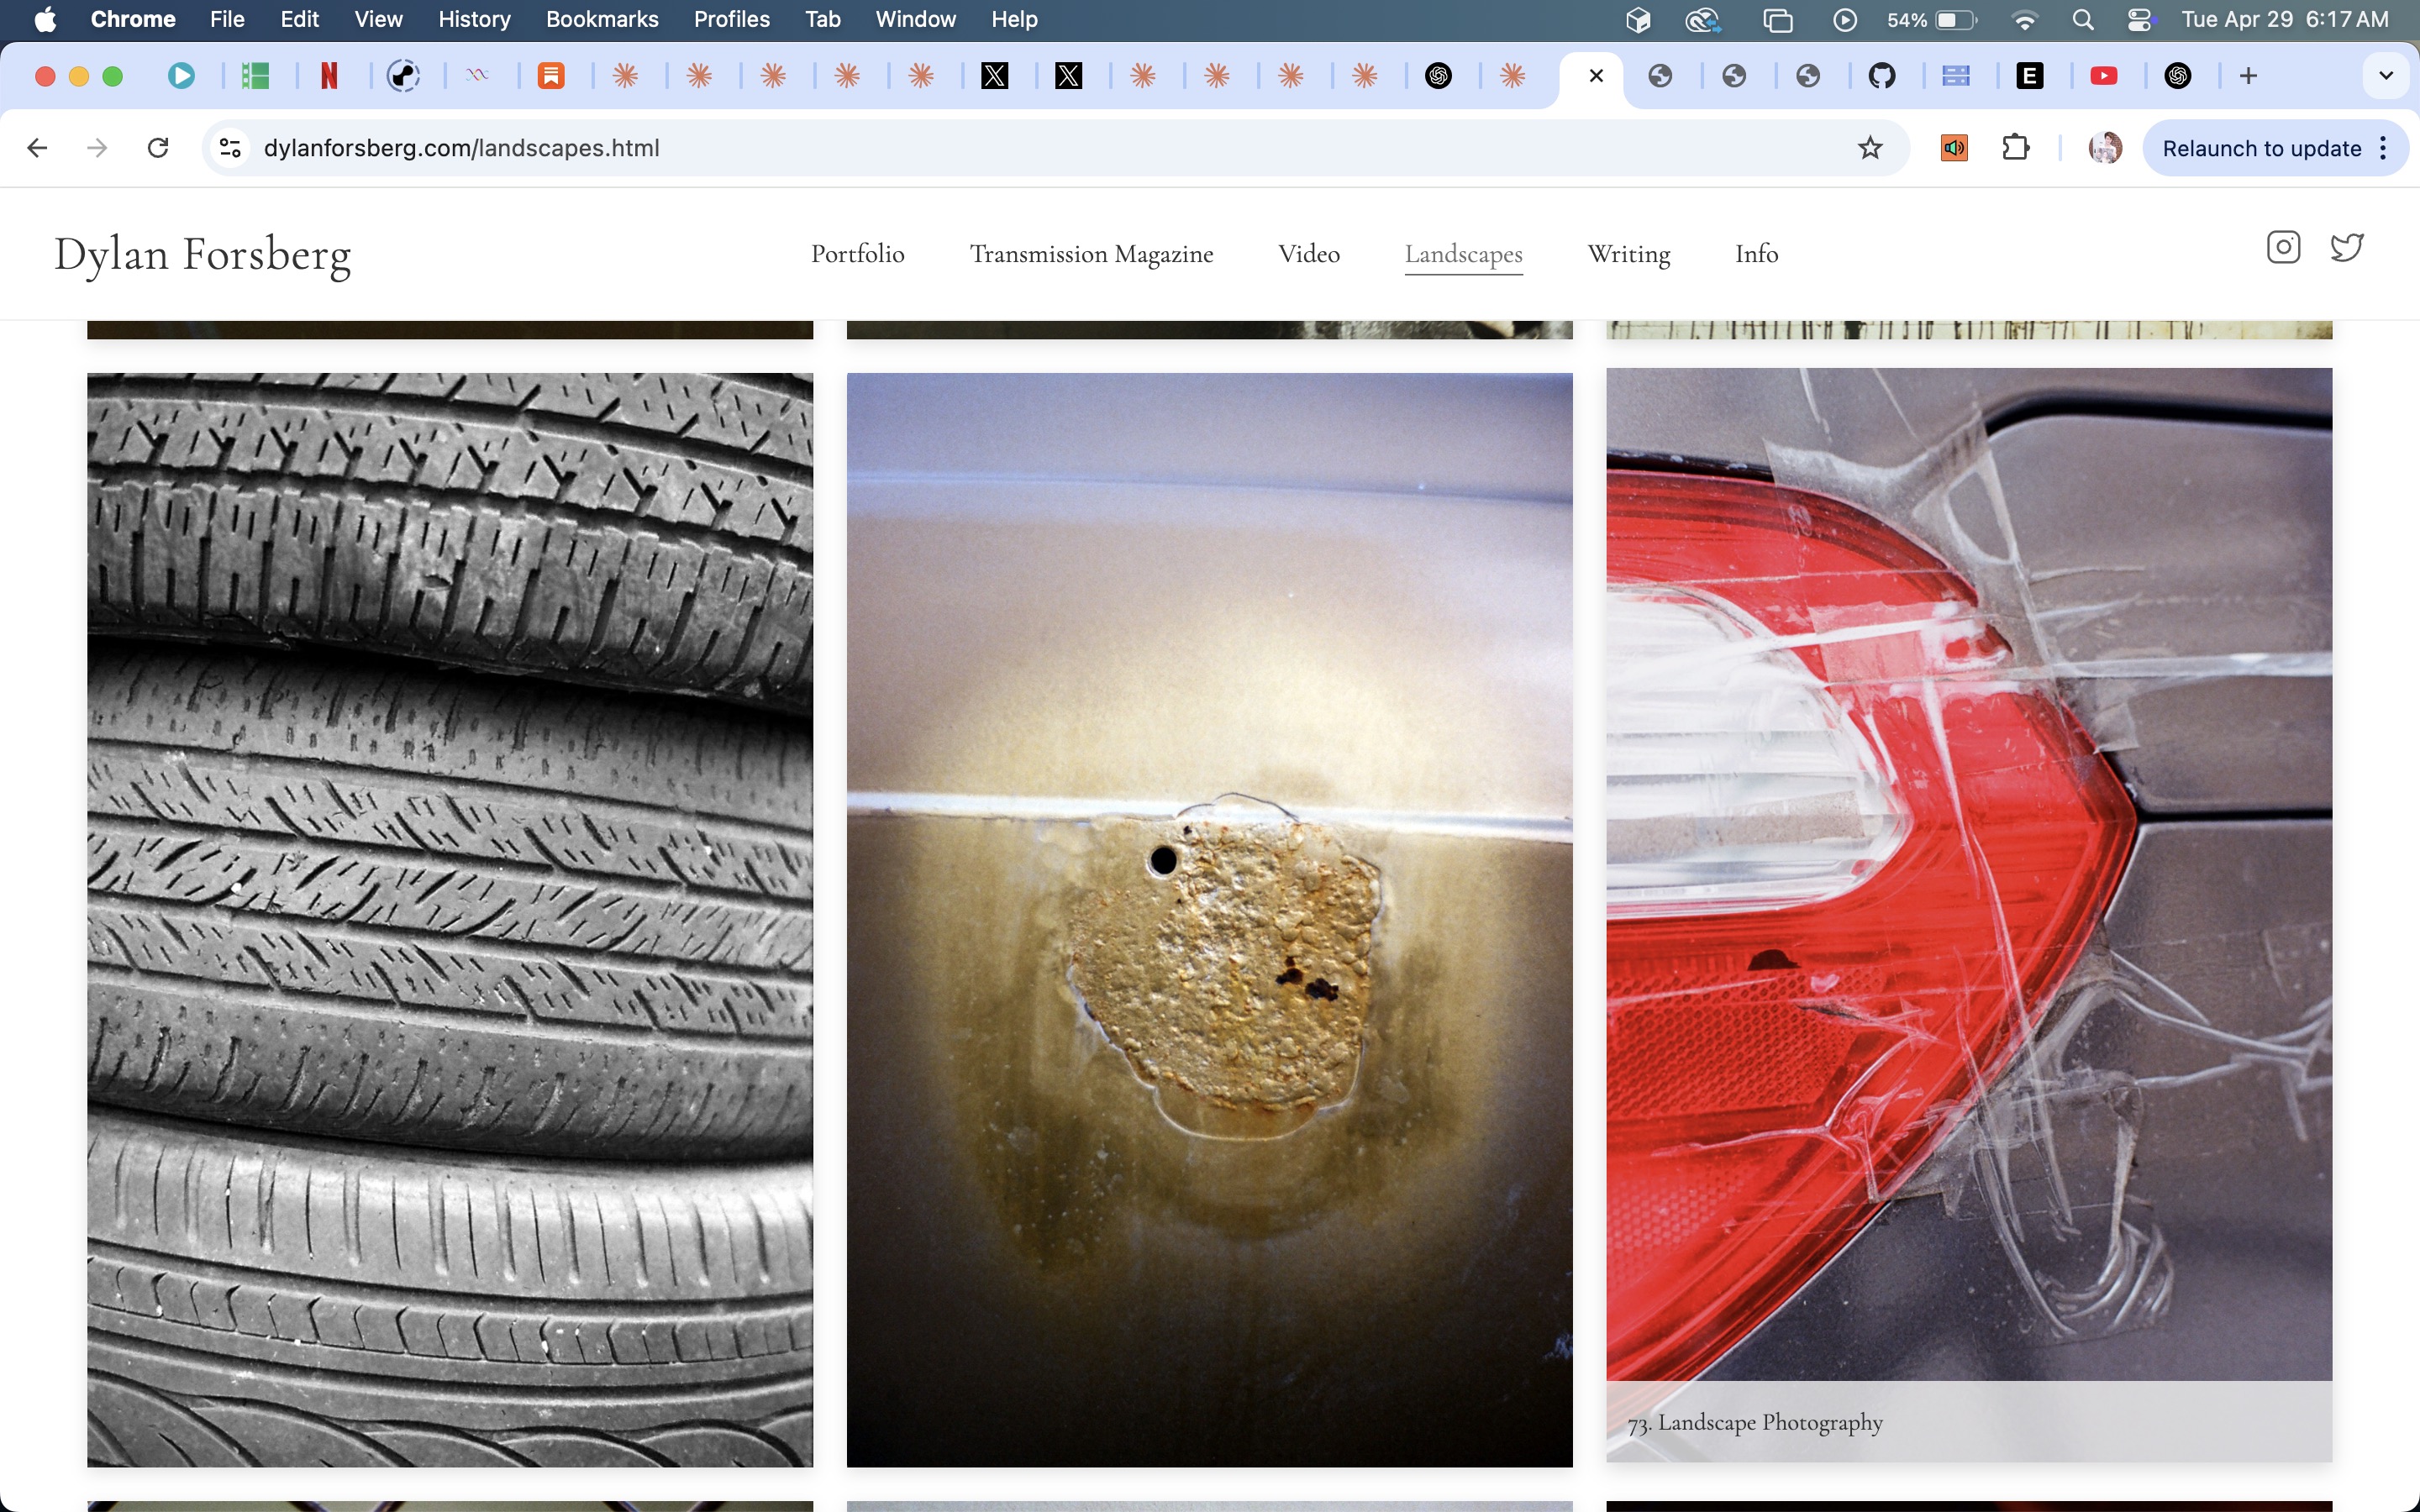 Chrome File Edit View History Bookmarks Profiles Tab Window Help 54% Tue Apr 29 6:17 AM
N X X E
dylanforsberg.com/landscapes.html Relaunch to update
Dylan Forsberg Portfolio Transmission Magazine Video Landscapes Writing Info
73. Landscape Photography